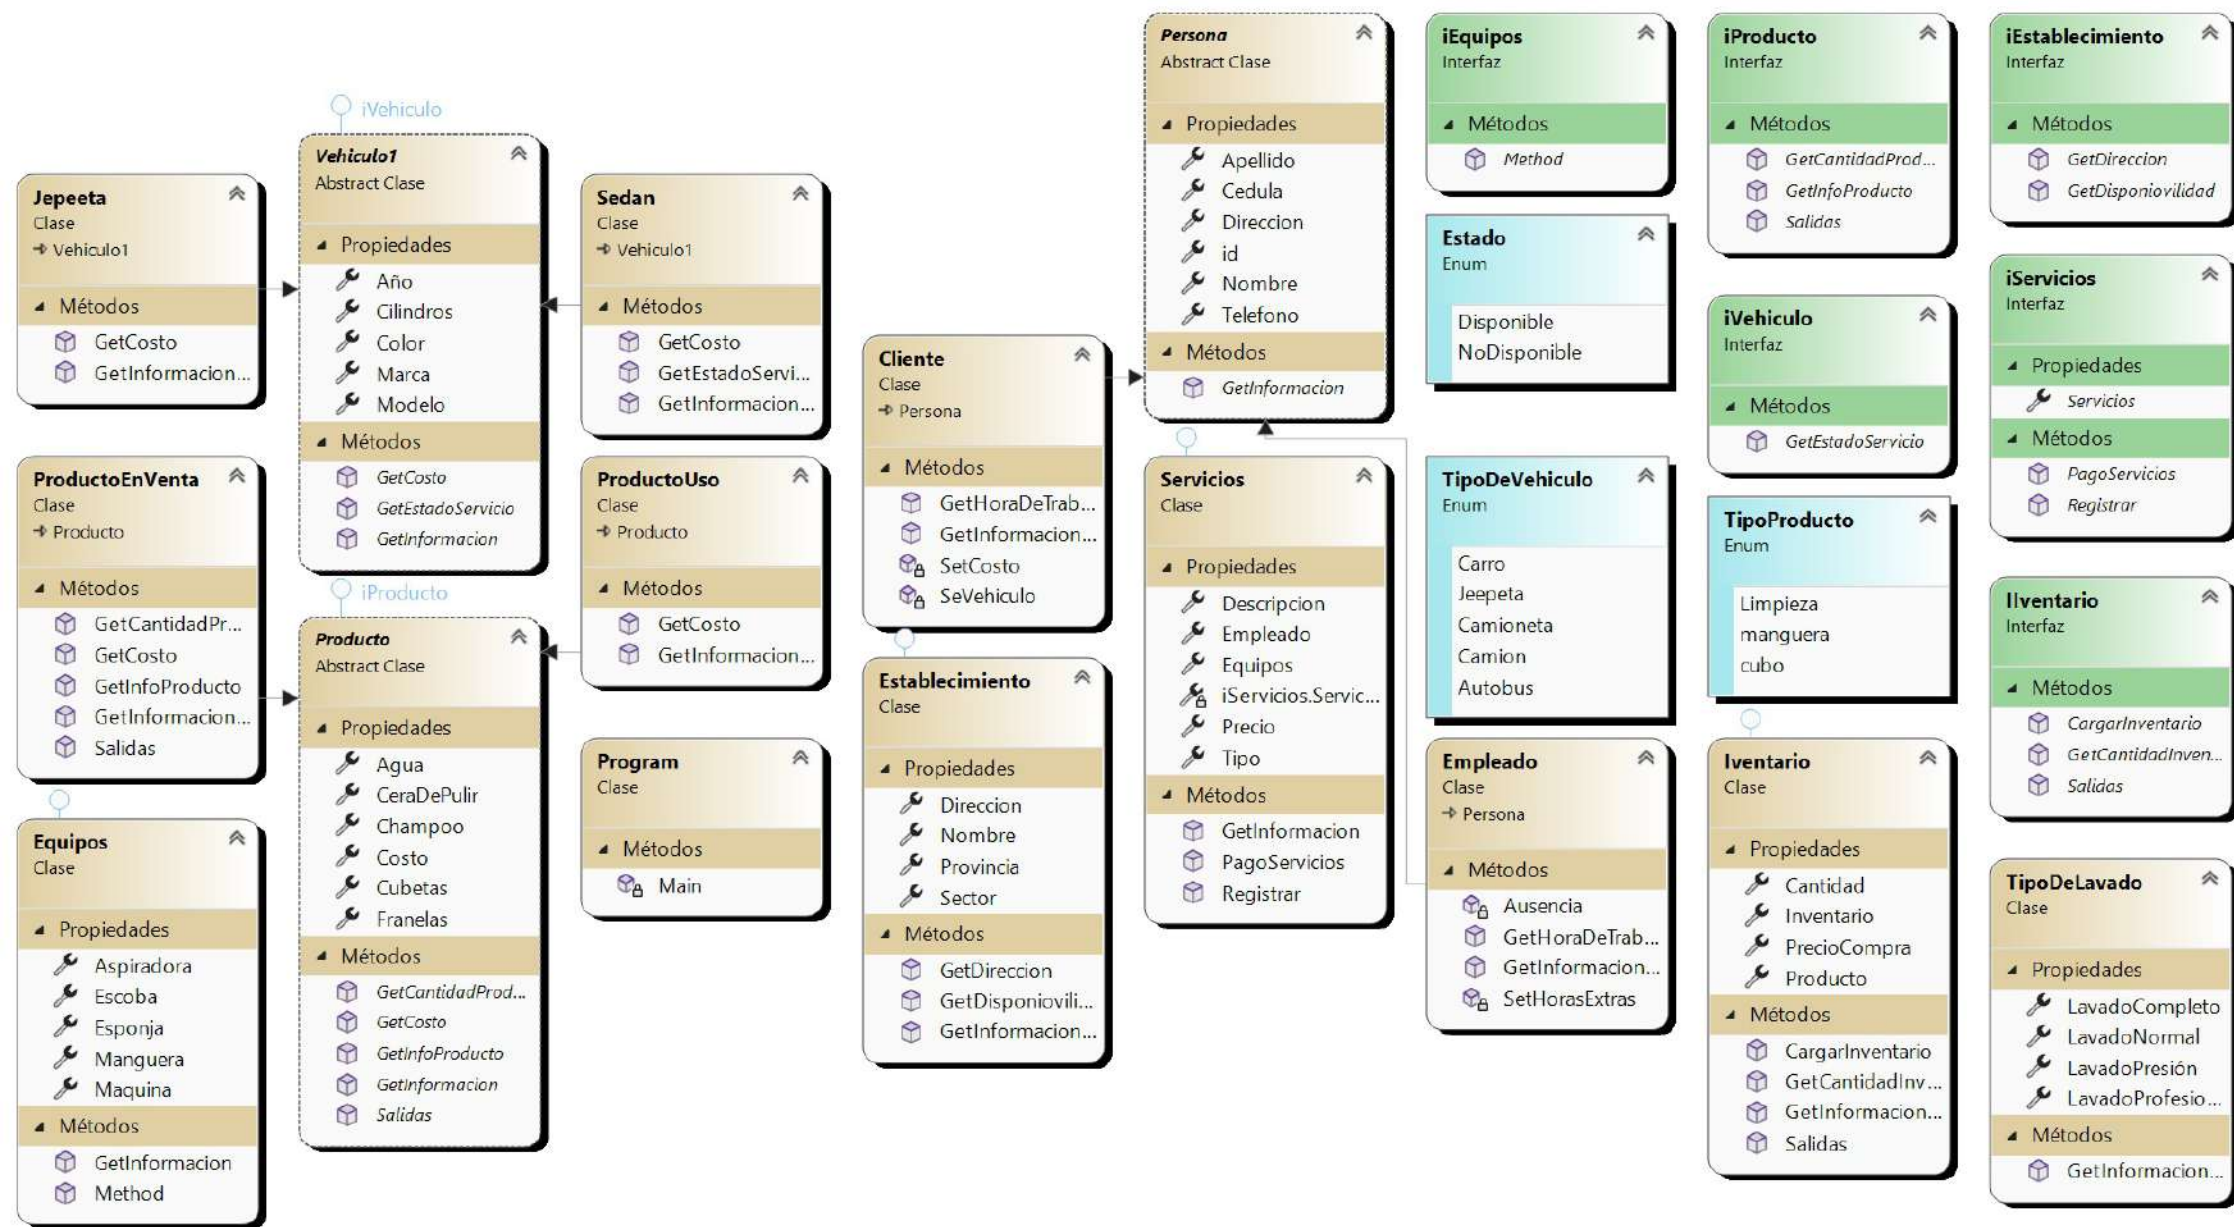 iVehiculo
Jepeeta
Clase
Vehiculo1
Métodos
GetCosto
GetInformacion...
Vehiculo1
Abstract Clase
Propiedades
Año
Cilindros
Color
Marca
Modelo
Métodos
GetCosto
GetEstadoServicio
GetInformacion
Sedan
Clase
Vehiculo1
Métodos
GetCosto
GetEstadoServi...
GetInformacion...
ProductoEnVenta
Clase
Producto
Métodos
GetCantidadPr...
GetCosto
GetInfoProducto
GetInformacion...
Salidas
iProducto
Producto
Abstract Clase
Propiedades
Agua
CeraDePulir
Champoo
Costo
Cubetas
Franelas
Métodos
GetCantidadProd...
GetCosto
GetInfoProducto
GetInformacion
Salidas
ProductoUso
Clase
Producto
Métodos
GetCosto
GetInformacion...
Program
Clase
Métodos
Main
Equipos
Clase
Propiedades
Aspiradora
Escoba
Esponja
Manguera
Maquina
Métodos
GetInformacion
Method
Cliente
Clase
Persona
Métodos
GetHoraDeTrab...
GetInformacion...
SetCosto
SeVehiculo
Establecimiento
Clase
Propiedades
Direccion
Nombre
Provincia
Sector
Métodos
GetDireccion
GetDisponiovili...
GetInformacion...
Persona
Abstract Clase
Propiedades
Apellido
Cedula
Direccion
id
Nombre
Telefono
Métodos
GetInformacion
Servicios
Clase
Propiedades
Descripcion
Empleado
Equipos
iServicios.Servic...
Precio
Tipo
Métodos
GetInformacion
PagoServicios
Registrar
iEquipos
Interfaz
Métodos
Method
Estado
Enum
Disponible
NoDisponible
TipoDeVehiculo
Enum
Carro
Jeepeta
Camioneta
Camion
Autobus
Empleado
Clase
Persona
Métodos
Ausencia
GetHoraDeTrab...
GetInformacion...
SetHorasExtras
iProducto
Interfaz
Métodos
GetCantidadProd...
GetInfoProducto
Salidas
iVehiculo
Interfaz
Métodos
GetEstadoServicio
TipoProducto
Enum
Limpieza
manguera
cubo
Iventario
Clase
Propiedades
Cantidad
Inventario
PrecioCompra
Producto
Métodos
CargarInventario
GetCantidadInv...
GetInformacion...
Salidas
iEstablecimiento
Interfaz
Métodos
GetDireccion
GetDisponiovilidad
iServicios
Interfaz
Propiedades
Servicios
Métodos
PagoServicios
Registrar
IIventario
Interfaz
Métodos
CargarInventario
GetCantidadInven...
Salidas
TipoDeLavado
Clase
Propiedades
LavadoCompleto
LavadoNormal
LavadoPresión
LavadoProfesio...
Métodos
GetInformacion...